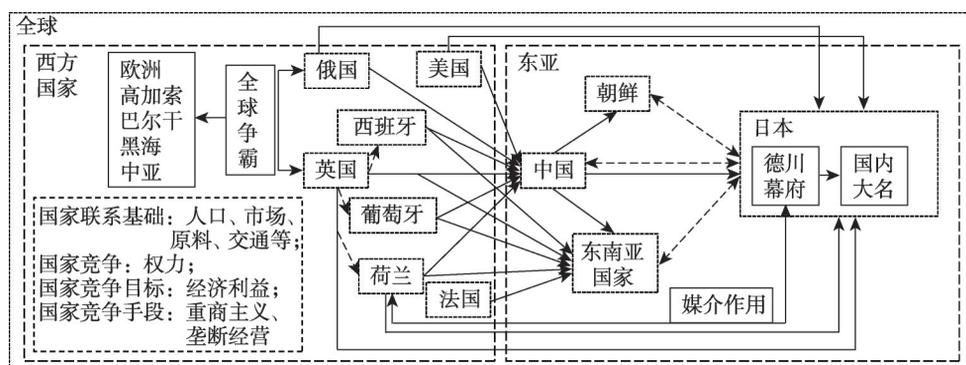 全球
西方
国家
欧洲
高加索
巴尔干
黑海
中亚
全
球
争
霸
俄国
美国
西班牙
英国
葡萄牙
荷兰
法国
国家联系基础：人口、市场、
原料、交通等；
国家竞争：权力；
国家竞争目标：经济利益；
国家竞争手段：重商主义、
垄断经营
东亚
朝鲜
中国
东南亚
国家
日本
德川
幕府
国内
大名
媒介作用